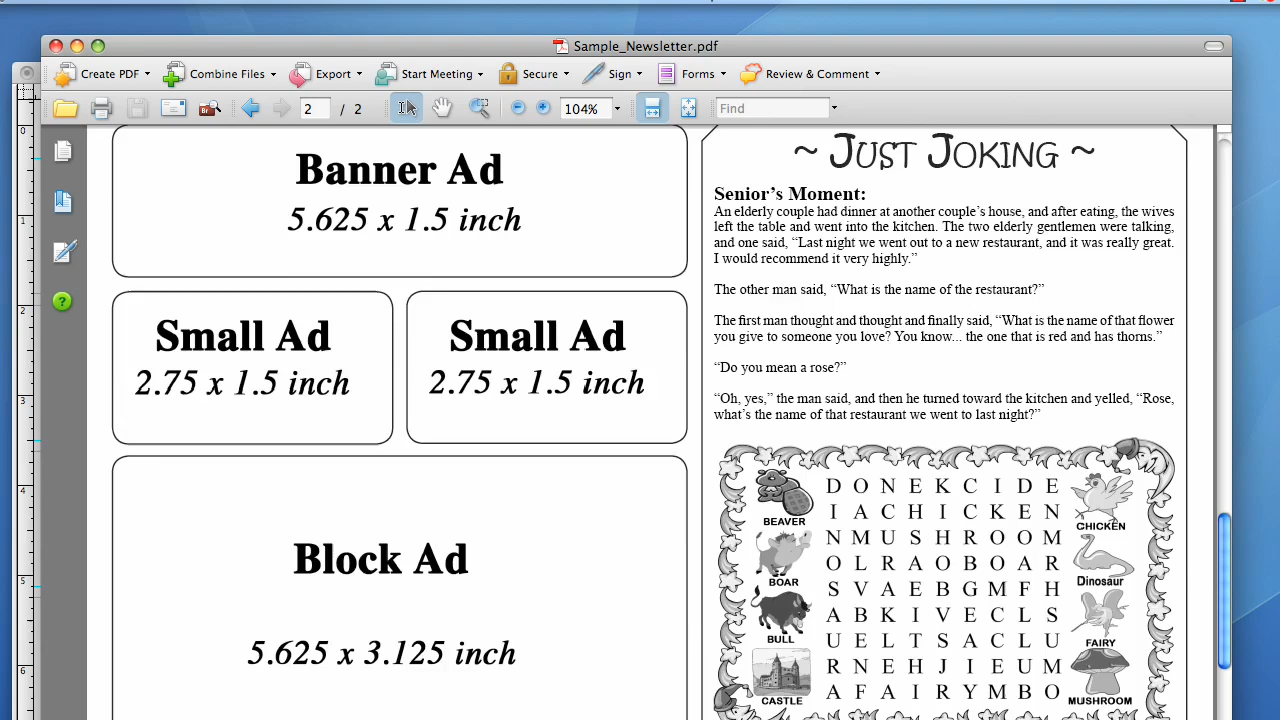 Sample_Newsletter.pdf
Create PDF
Combine Files
Export
Start Meeting
Secure
Sign
Forms
Review & Comment
Br
2 / 2
104%
Find
0
1
2
3
4
5
6
?
Banner Ad
5.625 x 1.5 inch
Small Ad
2.75 x 1.5 inch
Small Ad
2.75 x 1.5 inch
Block Ad
5.625 x 3.125 inch
~ Just Joking ~
Senior’s Moment:
An elderly couple had dinner at another couple’s house, and after eating, the wives
left the table and went into the kitchen. The two elderly gentlemen were talking,
and one said, “Last night we went out to a new restaurant, and it was really great.
I would recommend it very highly.”
The other man said, “What is the name of the restaurant?”
The first man thought and thought and finally said, “What is the name of that flower
you give to someone you love? You know... the one that is red and has thorns.”
“Do you mean a rose?”
“Oh, yes,” the man said, and then he turned toward the kitchen and yelled, “Rose,
what’s the name of that restaurant we went to last night?”
BEAVER
BOAR
BULL
CASTLE
D O N E K C I D E
I A C H I C K E N
N M U S H R O O M
O L R A O B O A R
S V A E B G M F H
A B K I V E C L S
U E L T S A C L U
R N E H J I E U M
A F A I R Y M B O
CHICKEN
Dinosaur
FAIRY
MUSHROOM